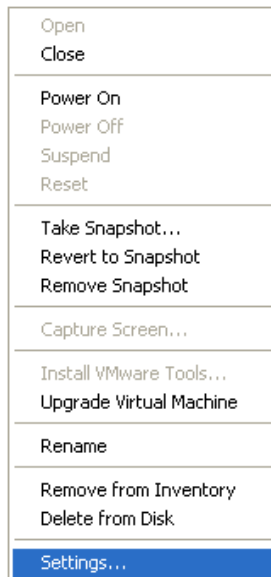 Open
Close
Power On
Power Off
Suspend
Reset
Take Snapshot...
Revert to Snapshot
Remove Snapshot
Capture Screen...
Install VMware Tools...
Upgrade Virtual Machine
Rename
Remove from Inventory
Delete from Disk
Settings...